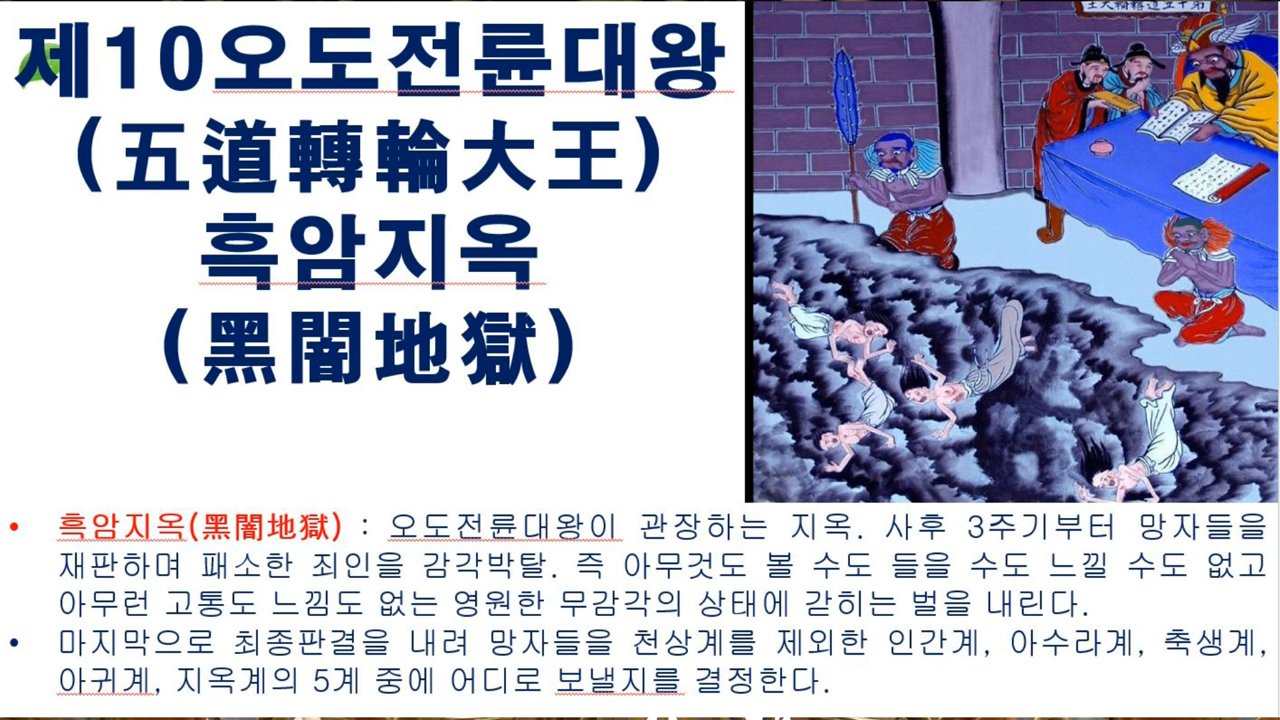 제10오도전륜대왕
(五道轉輪大王)
흑암지옥
(黑闇地獄)
• 흑암지옥(黑闇地獄) : 오도전륜대왕이 관장하는 지옥. 사후 3주기부터 망자들을
재판하며 패소한 죄인을 감각박탈. 즉 아무것도 볼 수도 들을 수도 느낄 수도 없고
아무런 고통도 느낌도 없는 영원한 무감각의 상태에 갇히는 벌을 내린다.
• 마지막으로 최종판결을 내려 망자들을 천상계를 제외한 인간계, 아수라계, 축생계,
아귀계, 지옥계의 5계 중에 어디로 보낼지를 결정한다.